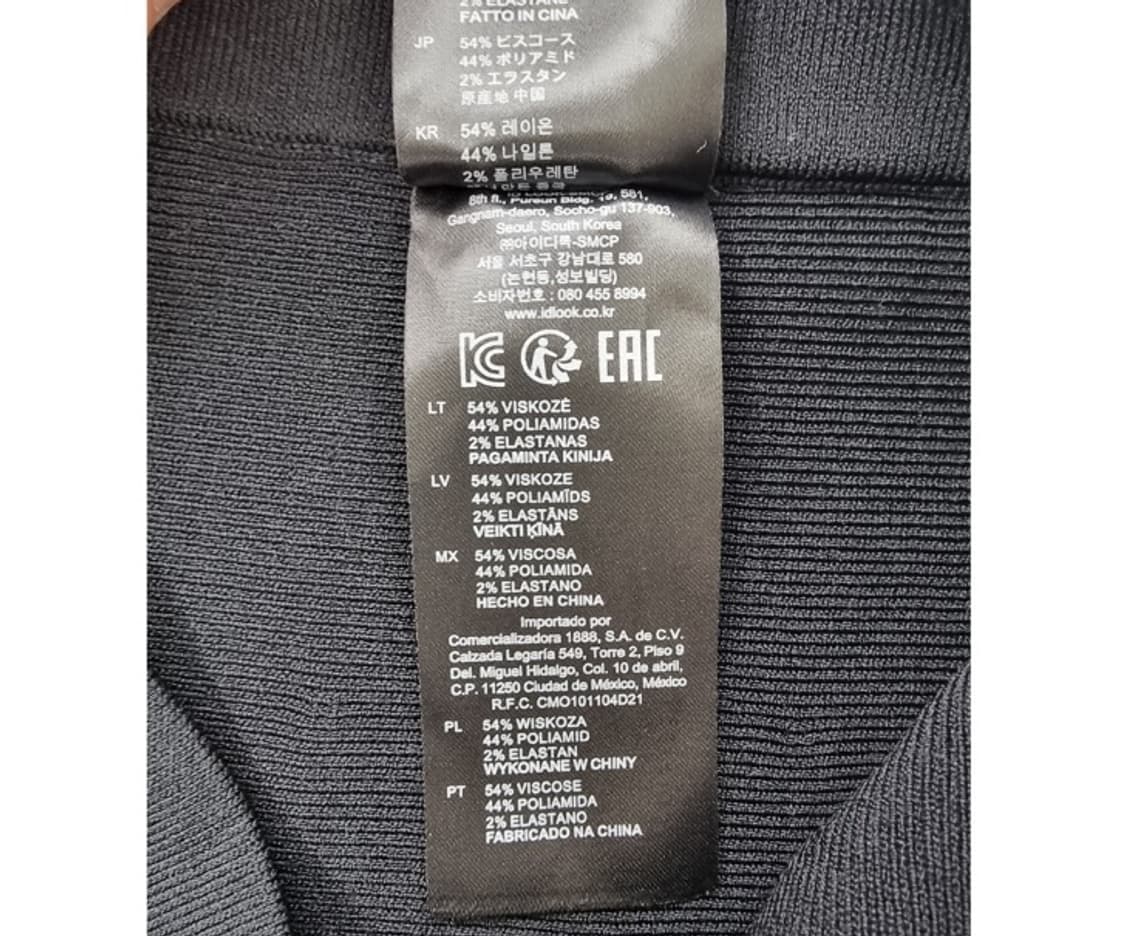 2% ELASTANE
FATTO IN CINA
JP 54% ビスコース
44% ポリアミド
2% エラスタン
原産地 中国
KR 54% 레이온
44% 나일론
2% 폴리우레탄
6th fl., Pursun Bldg. 19, 581,
Gangnam-daero, Socho-gu 137-903,
Seoul, South Korea
㈜아이디룩-SMCP
서울 서초구 강남대로 580
(논현동,성보빌딩)
소비자번호 : 080 455 8994
www.idlook.co.kr
KC EAC
LT 54% VISKOZĖ
44% POLIAMIDAS
2% ELASTANAS
PAGAMINTA KINIJA
LV 54% VISKOZE
44% POLIAMĪDS
2% ELASTĀNS
VEIKTI ĶĪNĀ
MX 54% VISCOSA
44% POLIAMIDA
2% ELASTANO
HECHO EN CHINA
Importado por
Comercializadora 1888, S.A. de C.V.
Calzada Legaria 549, Torre 2, Piso 9
Del. Miguel Hidalgo, Col. 10 de abril,
C.P. 11250 Ciudad de México, México
R.F.C. CMO101104D21
PL 54% WISKOZA
44% POLIAMID
2% ELASTAN
WYKONANE W CHINY
PT 54% VISCOSE
44% POLIAMIDA
2% ELASTANO
FABRICADO NA CHINA